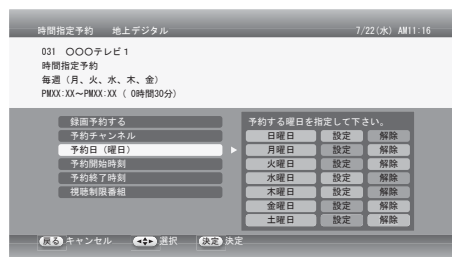 時間指定予約 地上デジタル 7/22(水) AM11:16
031 ○○○テレビ1
時間指定予約
毎週(月、火、水、木、金)
PMXX:XX~PMXX:XX ( 0時間30分)
録画予約する
予約チャンネル
予約日(曜日)
予約開始時刻
予約終了時刻
視聴制限番組
予約する曜日を指定して下さい。
日曜日 設定 解除
月曜日 設定 解除
火曜日 設定 解除
水曜日 設定 解除
木曜日 設定 解除
金曜日 設定 解除
土曜日 設定 解除
戻る キャンセル 選択 決定 決定